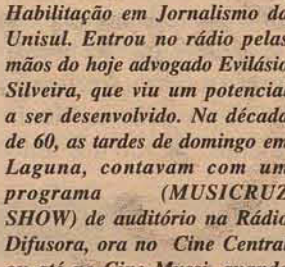 Habilitação em Jornalismo da
Unisul. Entrou no rádio pelas
mãos do hoje advogado Evilásio
Silveira, que viu um potencial
a ser desenvolvido. Na década
de 60, as tardes de domingo em
Laguna, contavam com um
programa (MUSICRUZ
SHOW) de auditório na Rádio
Difusora, ora no Cine Central